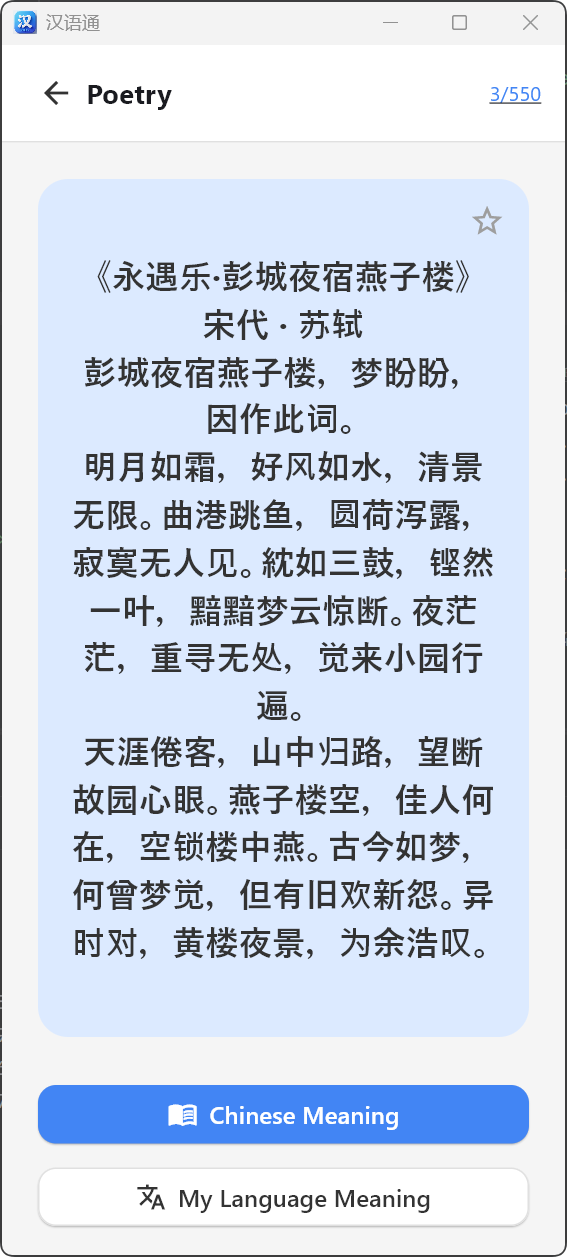 汉语通
Poetry
3/550
《永遇乐·彭城夜宿燕子楼》
宋代 · 苏轼
彭城夜宿燕子楼，梦盼盼，
因作此词。
明月如霜，好风如水，清景
无限。曲港跳鱼，圆荷泻露，
寂寞无人见。紞如三鼓，铿然
一叶，黯黯梦云惊断。夜茫
茫，重寻无处，觉来小园行
遍。
天涯倦客，山中归路，望断
故园心眼。燕子楼空，佳人何
在，空锁楼中燕。古今如梦，
何曾梦觉，但有旧欢新怨。异
时对，黄楼夜景，为余浩叹。
Chinese Meaning
My Language Meaning